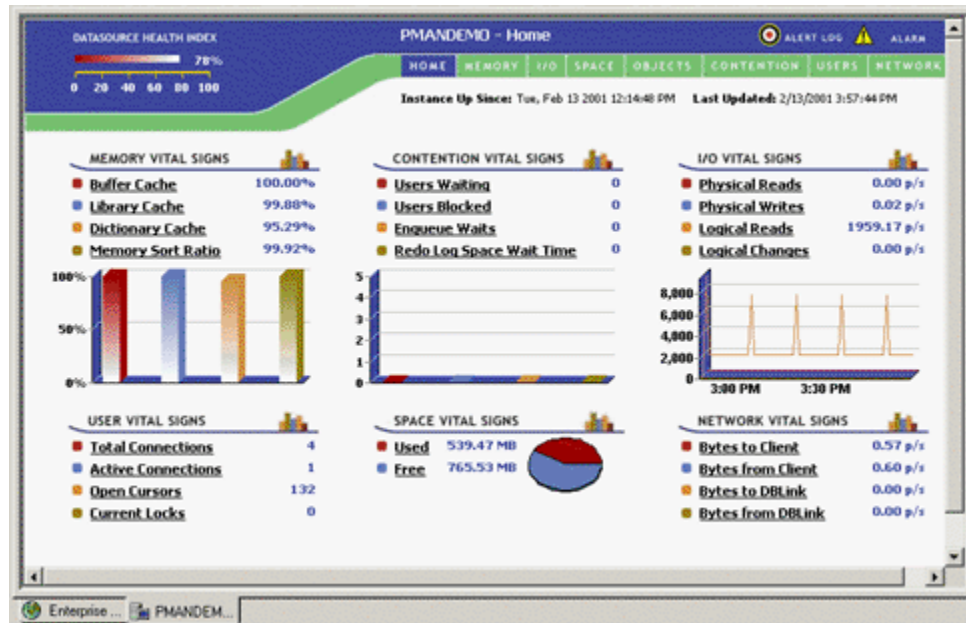 DATASOURCE HEALTH INDEX
78%
0 20 40 60 80 100
PMANDEMO - Home
ALERT LOG ALARM
HOME MEMORY I/O SPACE OBJECTS CONTENTION USERS NETWORK
Instance Up Since: Tue, Feb 13 2001 12:14:48 PM Last Updated: 2/13/2001 3:57:44 PM
MEMORY VITAL SIGNS
Buffer Cache 100.00%
Library Cache 99.88%
Dictionary Cache 95.29%
Memory Sort Ratio 99.92%
100%
50%
0%
CONTENTION VITAL SIGNS
Users Waiting 0
Users Blocked 0
Enqueue Waits 0
Redo Log Space Wait Time 0
5
4
3
2
1
0
I/O VITAL SIGNS
Physical Reads 0.00 p/s
Physical Writes 0.02 p/s
Logical Reads 1959.17 p/s
Logical Changes 0.00 p/s
8,000
6,000
4,000
2,000
0
3:00 PM 3:30 PM
USER VITAL SIGNS
Total Connections 4
Active Connections 1
Open Cursors 132
Current Locks 0
SPACE VITAL SIGNS
Used 539.47 MB
Free 765.53 MB
NETWORK VITAL SIGNS
Bytes to Client 0.57 p/s
Bytes from Client 0.60 p/s
Bytes to DBLink 0.00 p/s
Bytes from DBLink 0.00 p/s
Enterprise ... PMANDEM...